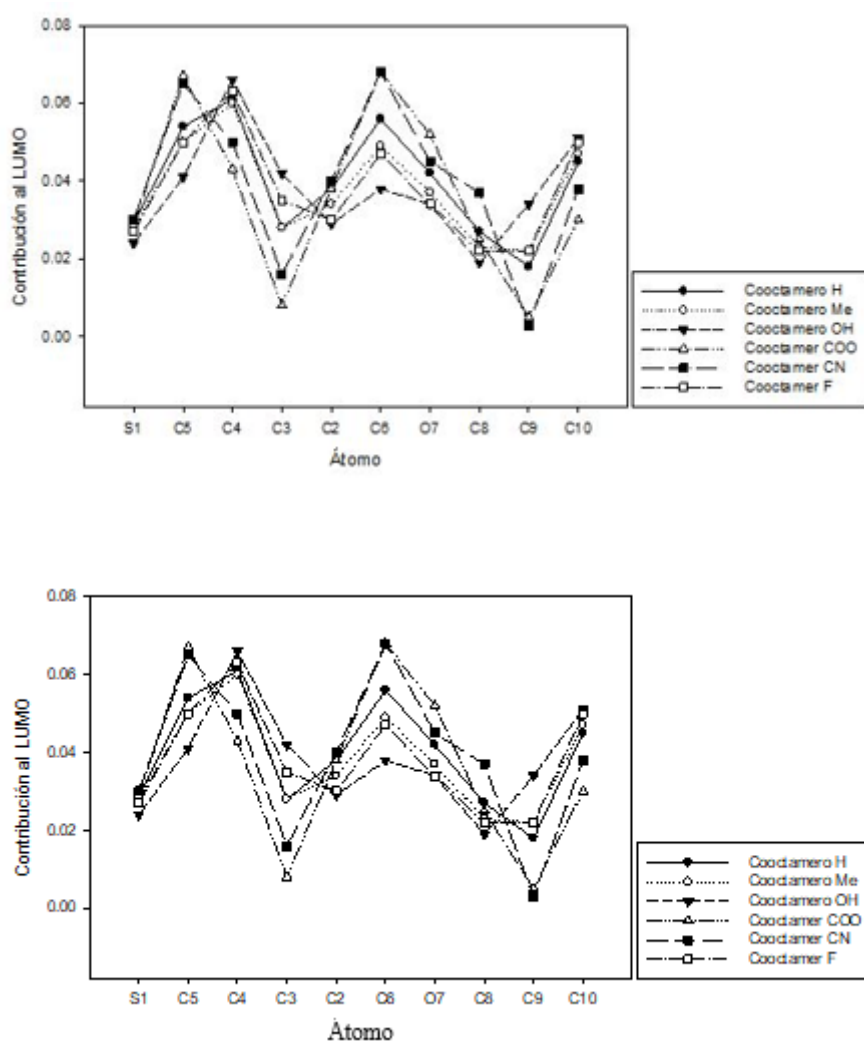 0.08
0.06
0.04
0.02
0.00
Contribución al LUMO
S1 C5 C4 C3 C2 C6 O7 C8 C9 C10
Átomo
Cooctamero H
Cooctamero Me
Cooctamero OH
Cooctamer COO
Cooctamer CN
Cooctamer F
0.08
0.06
0.04
0.02
0.00
Contribución al LUMO
S1 C5 C4 C3 C2 C6 O7 C8 C9 C10
Átomo
Cooctamero H
Cooctamero Me
Cooctamero OH
Cooctamer COO
Cooctamer CN
Cooctamer F